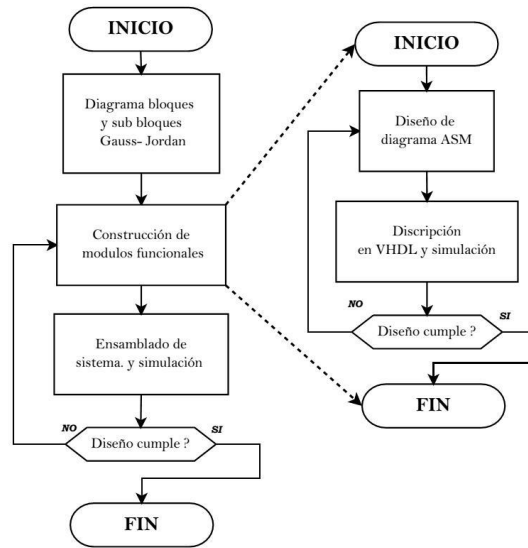 INICIO
Diagrama bloques
y sub bloques
Gauss- Jordan
Construcción de
modulos funcionales
Ensamblado de
sistema. y simulación
NO
Diseño cumple ?
SI
FIN
INICIO
Diseño de
diagrama ASM
Discripción
en VHDL y simulación
NO
Diseño cumple ?
SI
FIN